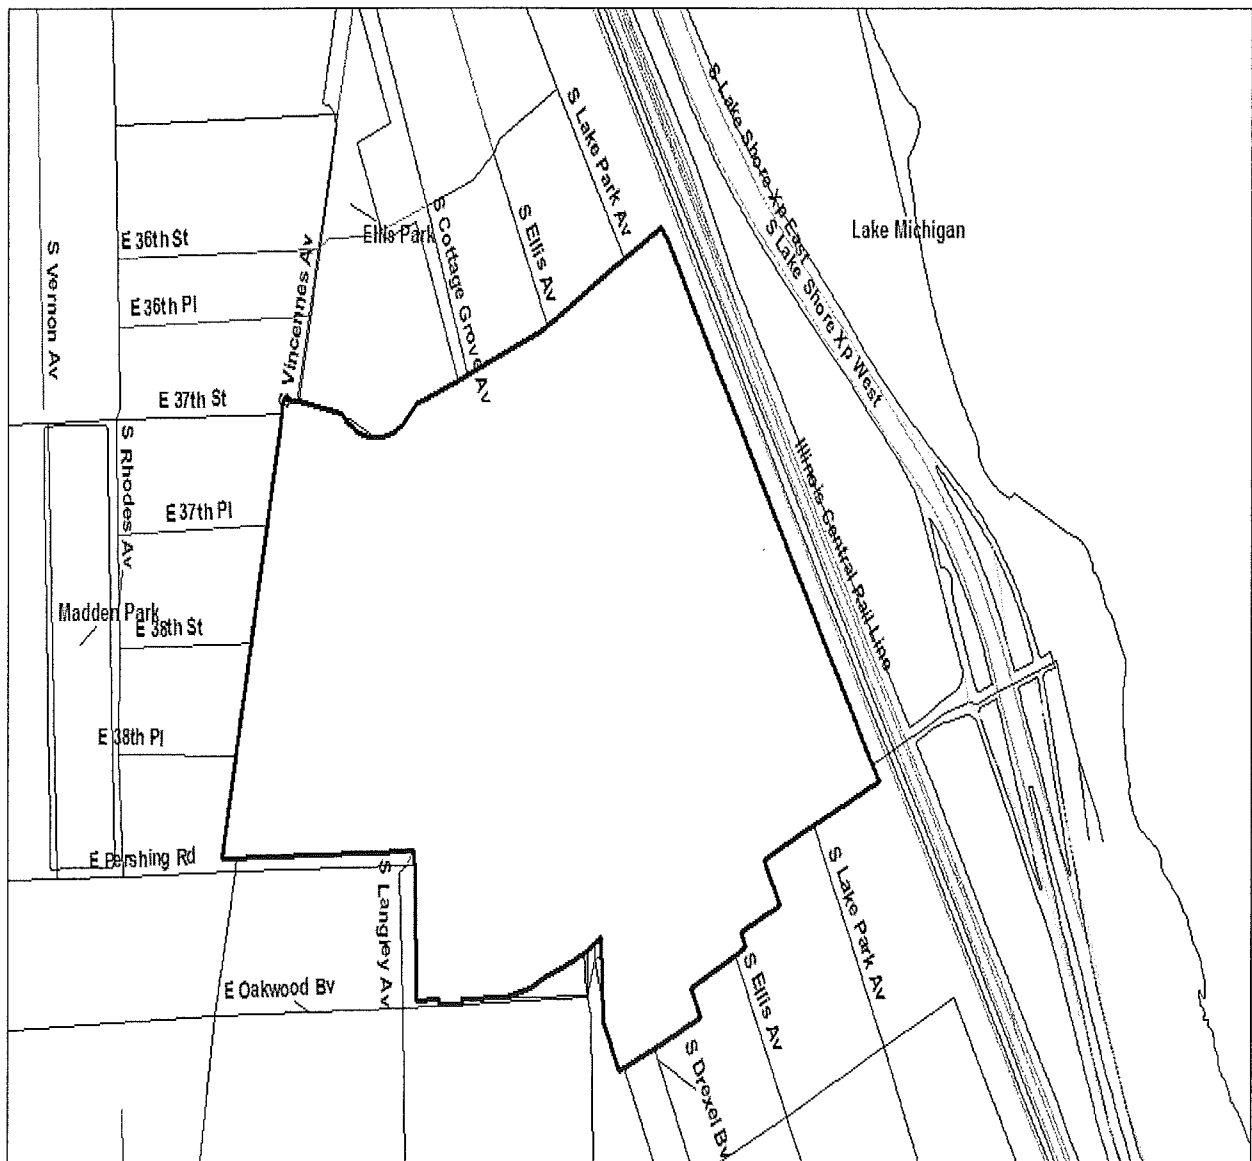 S Lake Shore Xp East
S Lake Park Av
S Cottage Grove Av
S Ellis Av
Ellis Park
Lake Michigan
S Lake Shore Xp West
S Vernon Av
E 36th St
S Vincennes Av
E 36th Pl
E 37th St
S Rhodes Av
E 37th Pl
Illinois Central Rail Line
Madden Park
E 38th St
E 38th Pl
E Pershing Rd
S Langley Av
S Lake Park Av
S Ellis Av
E Oakwood Bv
S Drexel Bv